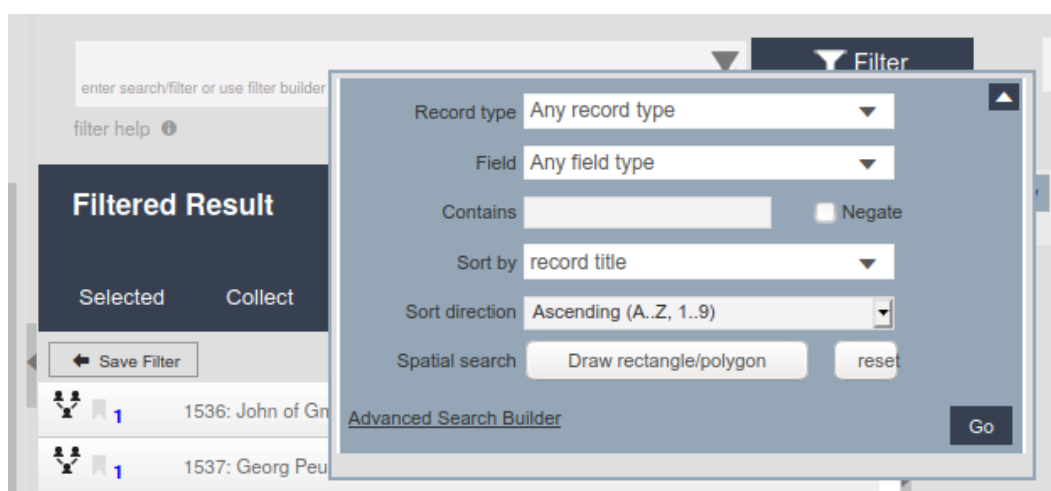 Filter
enter search/filter or use filter builder
filter help
Record type Any record type
Field Any field type
Contains Negate
Sort by record title
Sort direction Ascending (A..Z, 1..9)
Spatial search Draw rectangle/polygon reset
Advanced Search Builder Go
Filtered Result
Selected Collect
Save Filter
1 1536: John of Gm
1 1537: Georg Peu